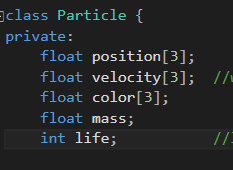 class Particle {
private:
    float position[3];
    float velocity[3];  //
    float color[3];
    float mass;
    int life;           //